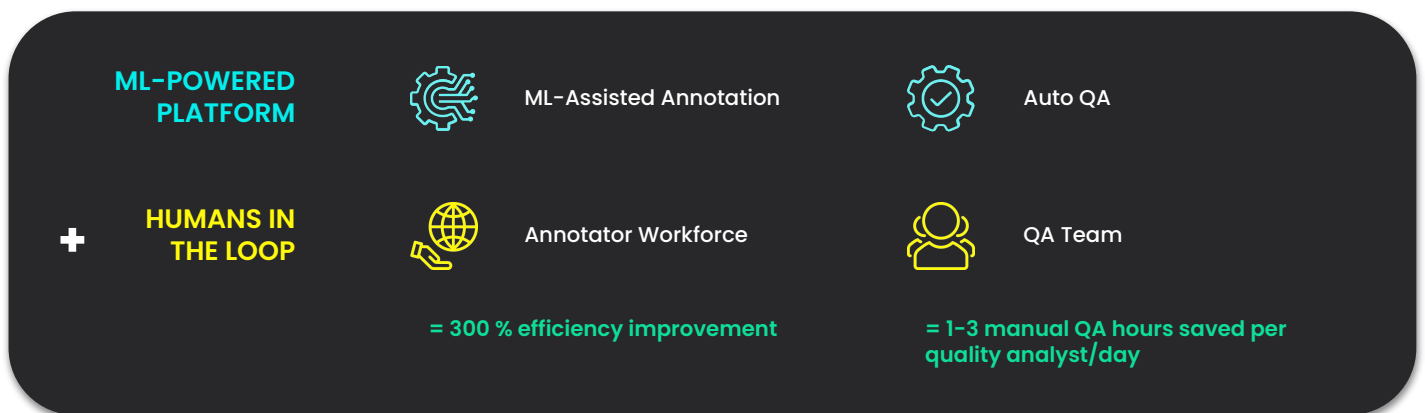 ML-POWERED
PLATFORM
ML-Assisted Annotation
Auto QA
+
HUMANS IN
THE LOOP
Annotator Workforce
QA Team
= 300 % efficiency improvement
= 1-3 manual QA hours saved per
quality analyst/day